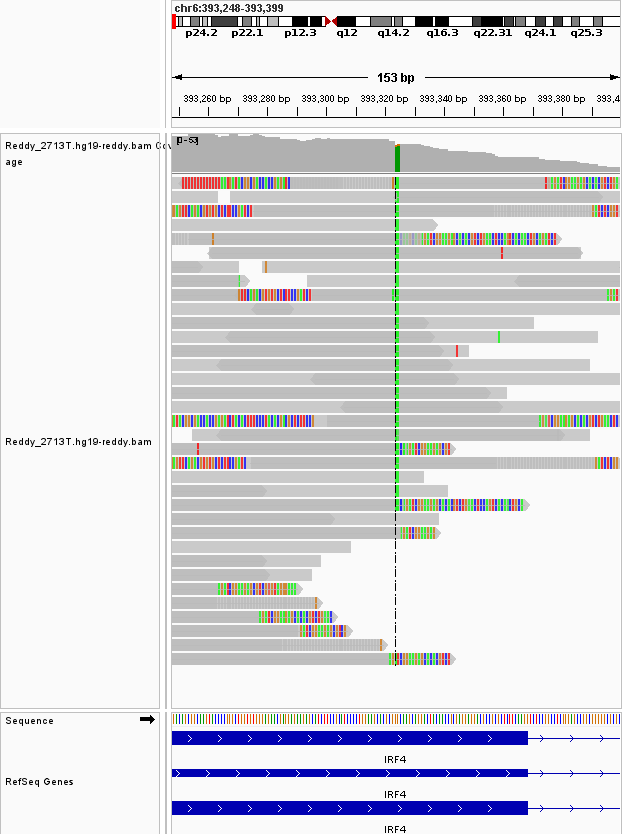 chr6:393,248-393,399
p24.2 p22.1 p12.3 q12 q14.2 q16.3 q22.31 q24.1 q25.3
153 bp
393,260 bp 393,280 bp 393,300 bp 393,320 bp 393,340 bp 393,360 bp 393,380 bp 393,4
Reddy_2713T.hg19-reddy.bam Cov
age
[0-53]
Reddy_2713T.hg19-reddy.bam
Sequence
IRF4
RefSeq Genes
IRF4
IRF4